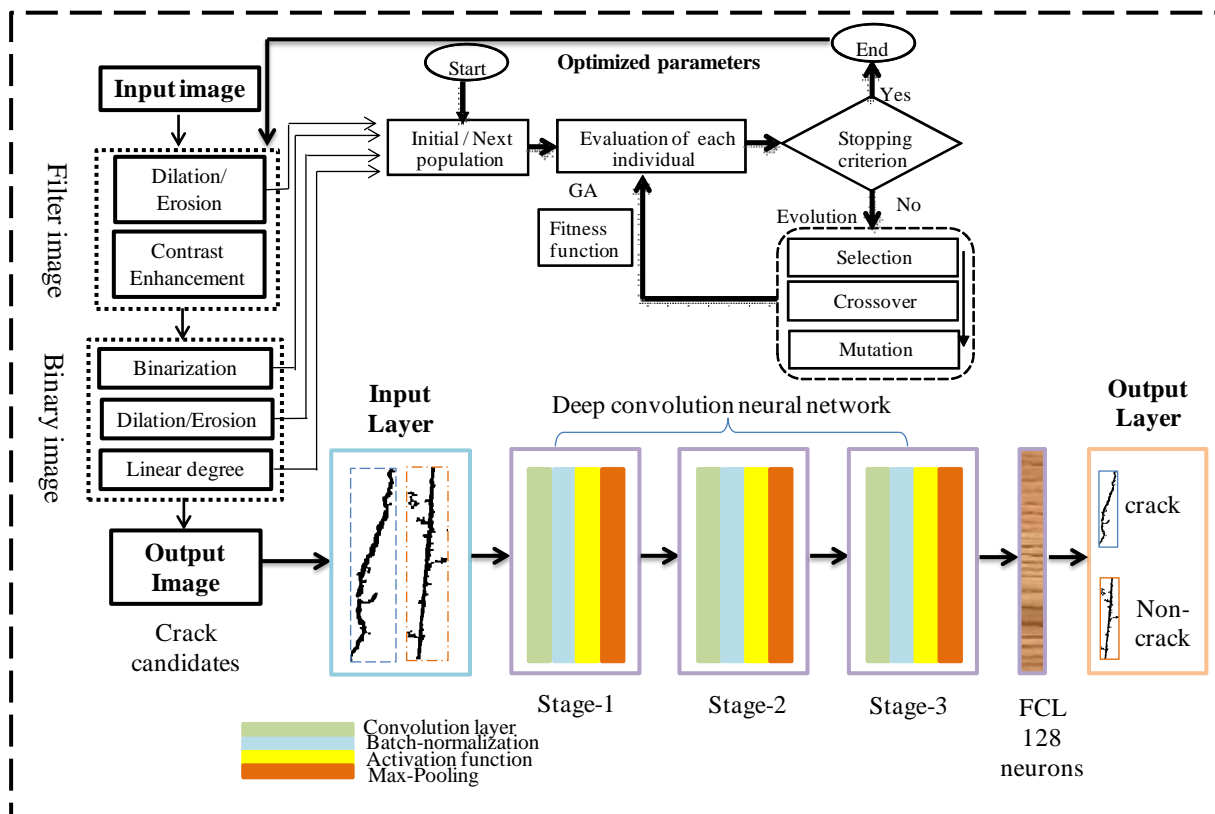 End
Start
Optimized parameters
Input image
Yes
Initial / Next
population
Evaluation of each
individual
Stopping
criterion
Filter image
Dilation/
Erosion
GA
No
Evolution
Fitness
function
Contrast
Enhancement
Selection
Crossover
Mutation
Binary image
Binarization
Dilation/Erosion
Linear degree
Input
Layer
Deep convolution neural network
Output
Layer
Output
Image
crack
Non-
crack
Crack
candidates
Stage-1
Stage-2
Stage-3
FCL
128
neurons
Convolution layer
Batch-normalization
Activation function
Max-Pooling